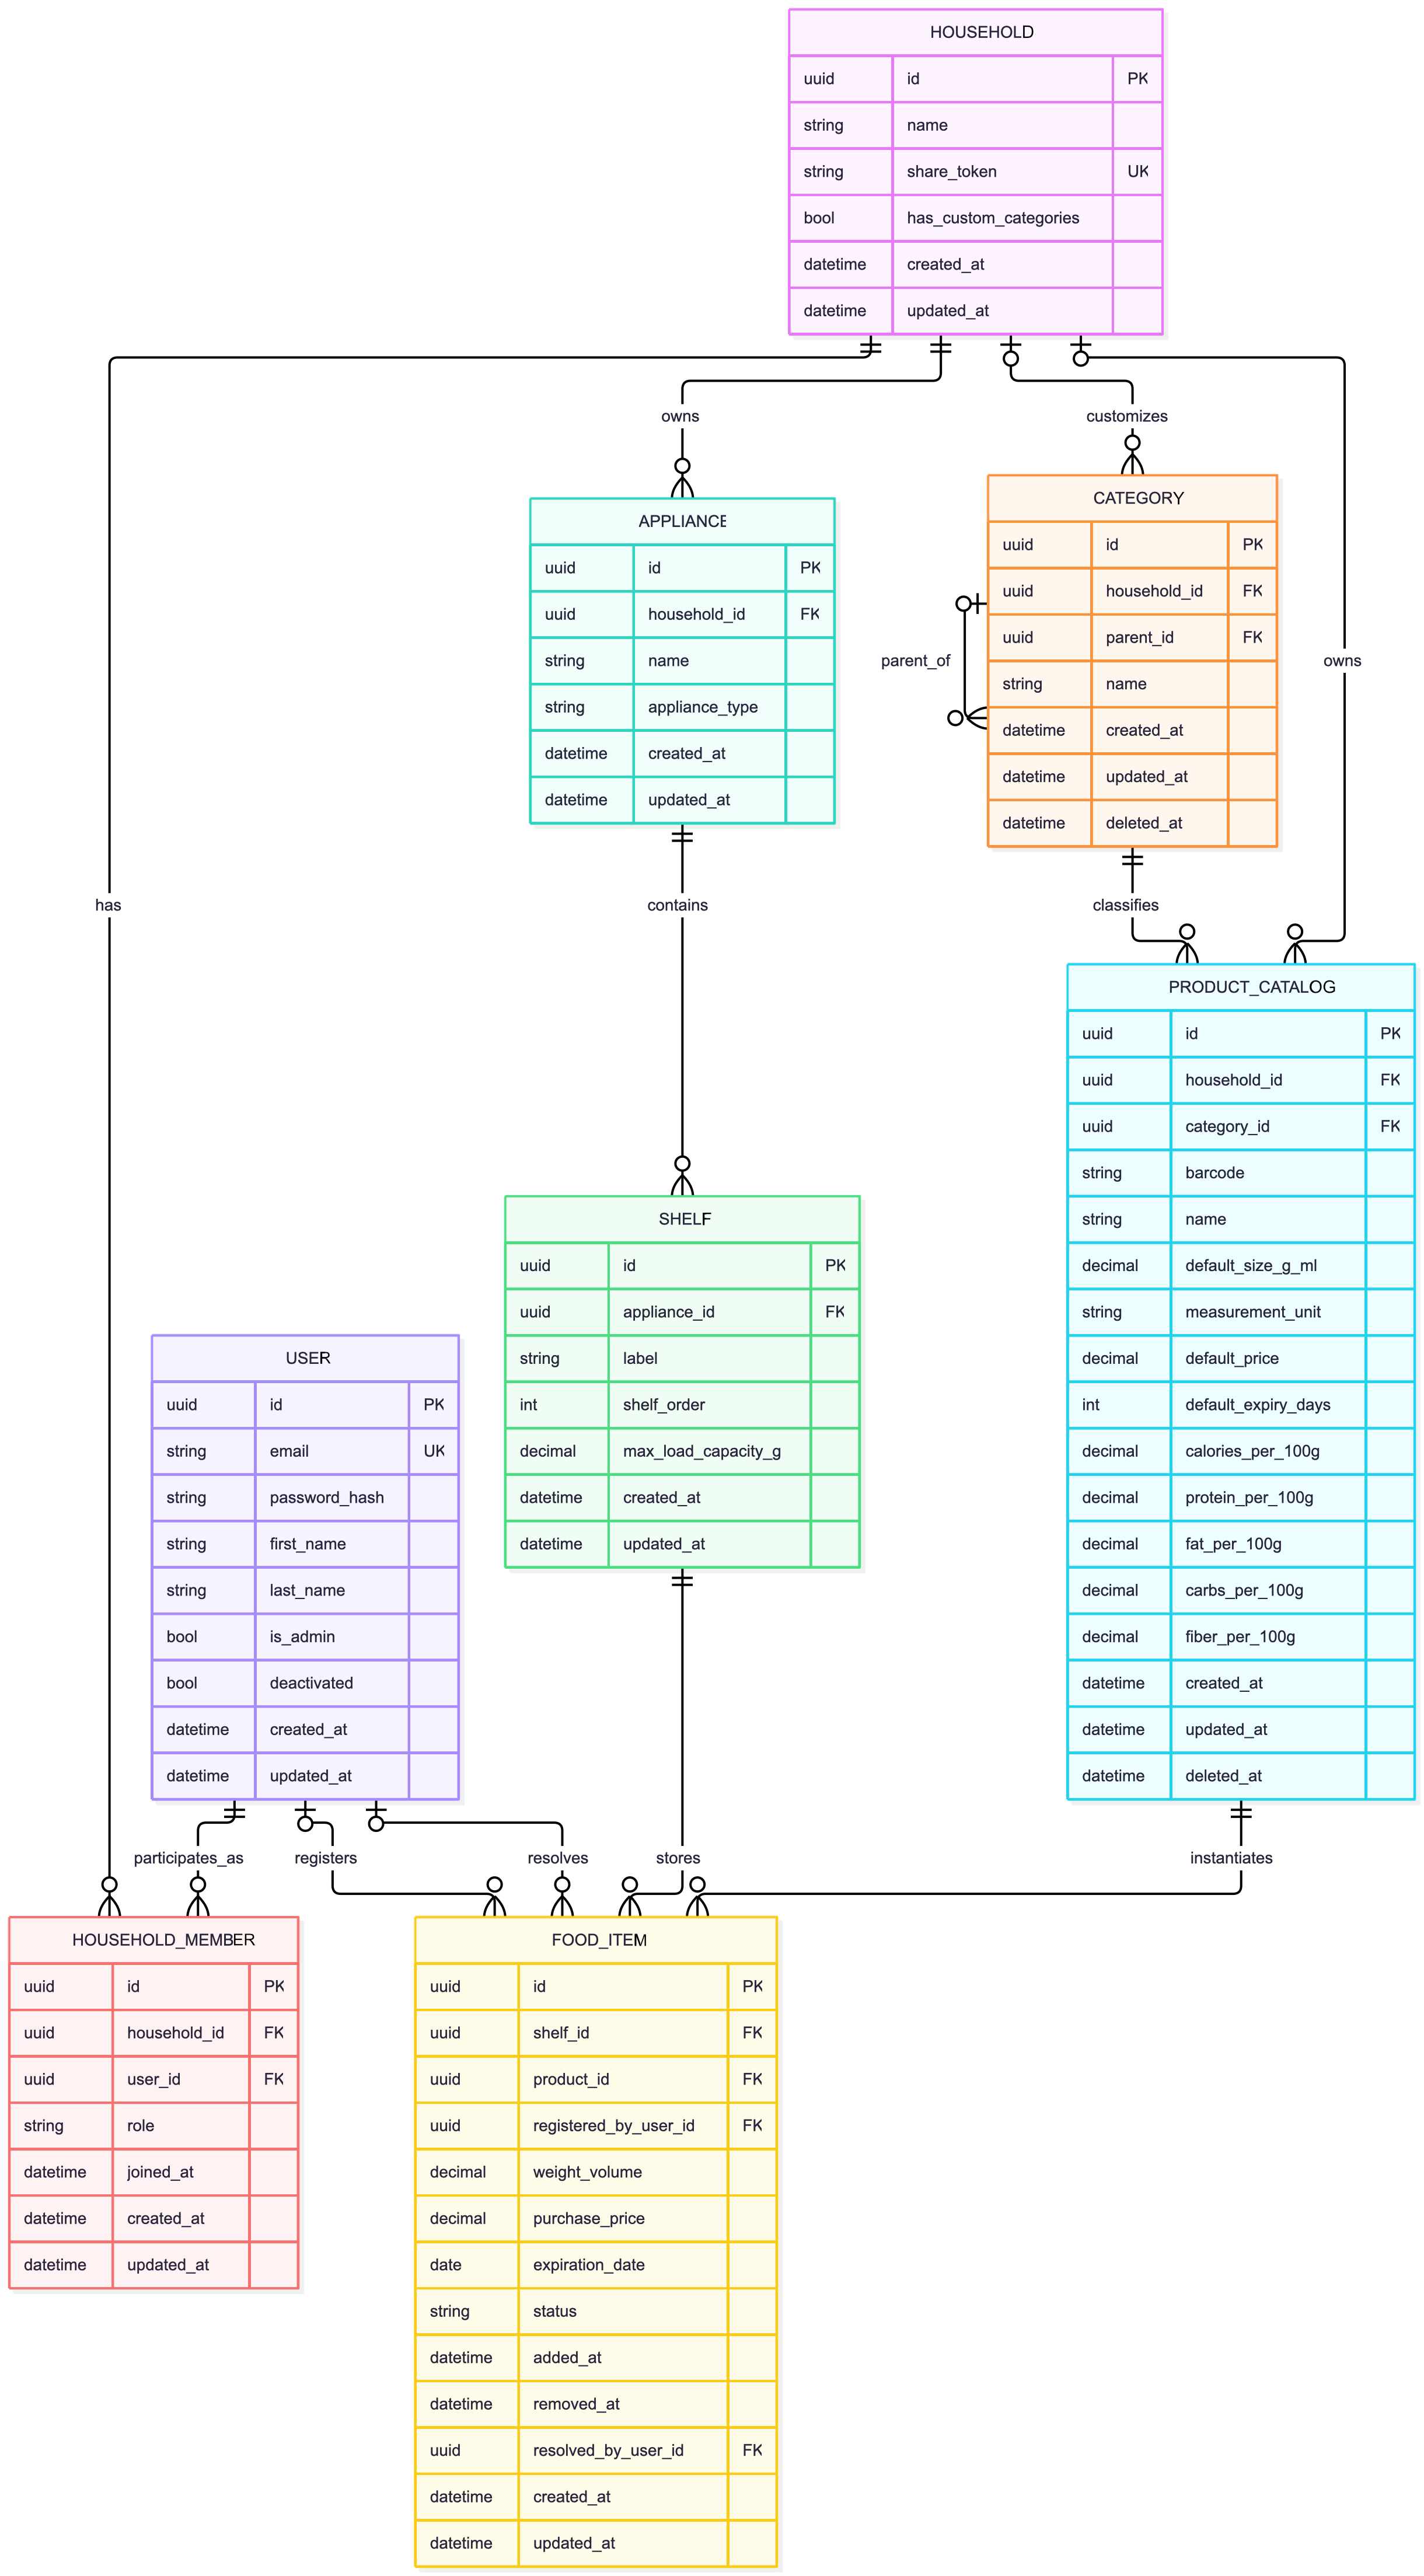 HOUSEHOLD
uuid id PK
string name
string share_token UK
bool has_custom_categories
datetime created_at
datetime updated_at
owns
customizes
APPLIANCE
uuid id PK
uuid household_id FK
string name
string appliance_type
datetime created_at
datetime updated_at
CATEGORY
uuid id PK
uuid household_id FK
uuid parent_id FK
string name
datetime created_at
datetime updated_at
datetime deleted_at
parent_of
owns
has
contains
classifies
PRODUCT_CATALOG
uuid id PK
uuid household_id FK
uuid category_id FK
string barcode
string name
decimal default_size_g_ml
string measurement_unit
decimal default_price
int default_expiry_days
decimal calories_per_100g
decimal protein_per_100g
decimal fat_per_100g
decimal carbs_per_100g
decimal fiber_per_100g
datetime created_at
datetime updated_at
datetime deleted_at
SHELF
uuid id PK
uuid appliance_id FK
string label
int shelf_order
decimal max_load_capacity_g
datetime created_at
datetime updated_at
USER
uuid id PK
string email UK
string password_hash
string first_name
string last_name
bool is_admin
bool deactivated
datetime created_at
datetime updated_at
participates_as
registers
resolves
stores
instantiates
HOUSEHOLD_MEMBER
uuid id PK
uuid household_id FK
uuid user_id FK
string role
datetime joined_at
datetime created_at
datetime updated_at
FOOD_ITEM
uuid id PK
uuid shelf_id FK
uuid product_id FK
uuid registered_by_user_id FK
decimal weight_volume
decimal purchase_price
date expiration_date
string status
datetime added_at
datetime removed_at
uuid resolved_by_user_id FK
datetime created_at
datetime updated_at